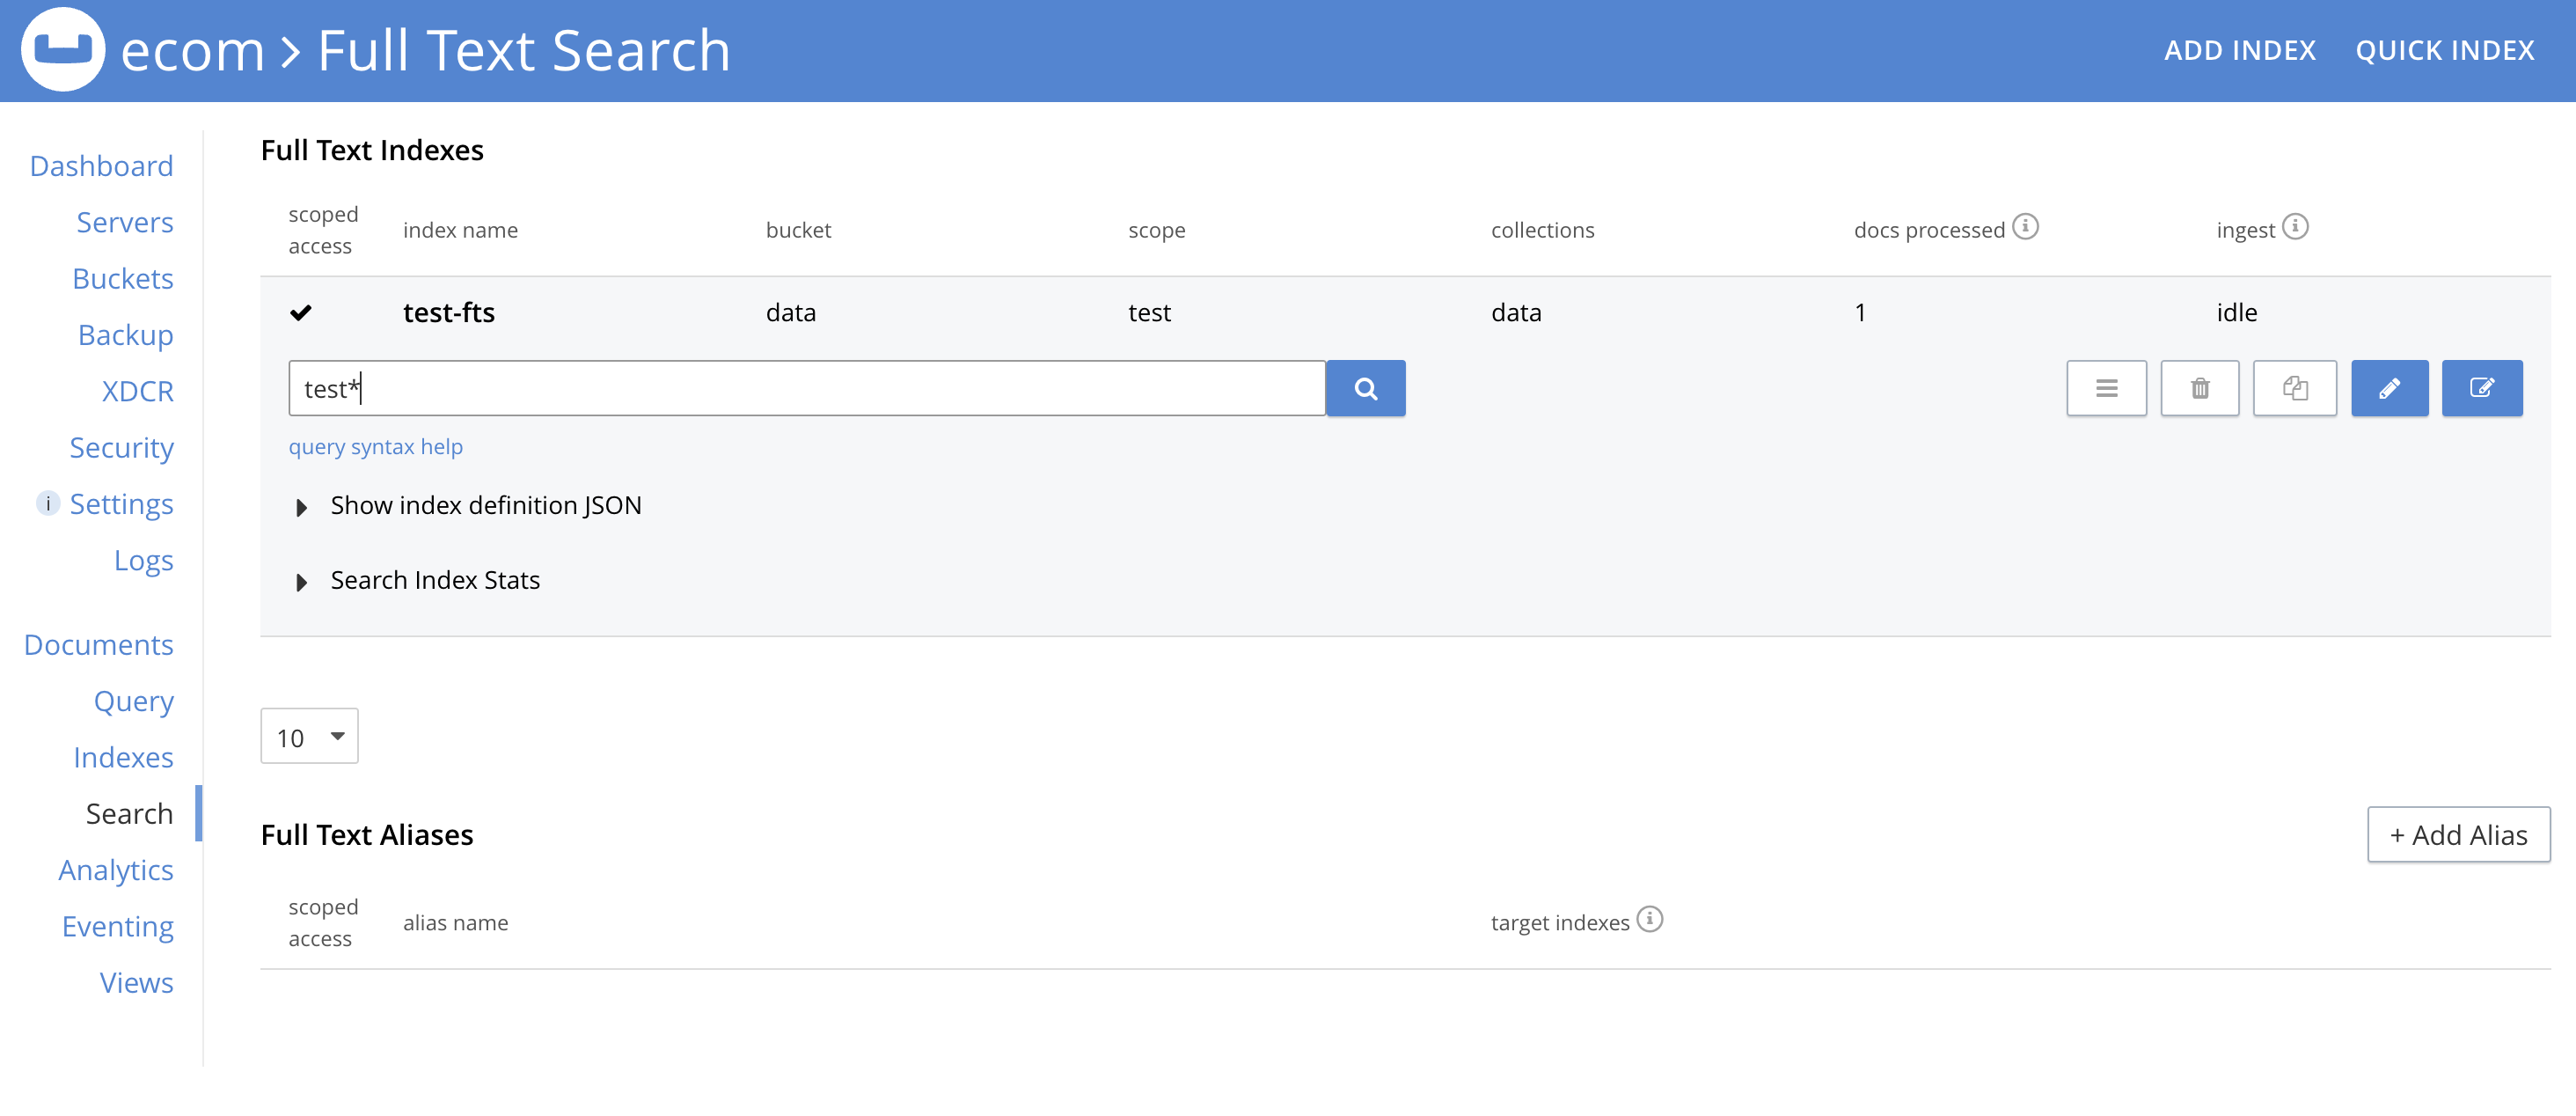 ecom > Full Text Search
ADD INDEX QUICK INDEX
Dashboard
Servers
Buckets
Backup
XDCR
Security
i Settings
Logs
Documents
Query
Indexes
Search
Analytics
Eventing
Views
Full Text Indexes
scoped access index name bucket scope collections docs processed i ingest i
test-fts data test data 1 idle
test*
query syntax help
Show index definition JSON
Search Index Stats
10
Full Text Aliases
+ Add Alias
scoped access alias name target indexes i